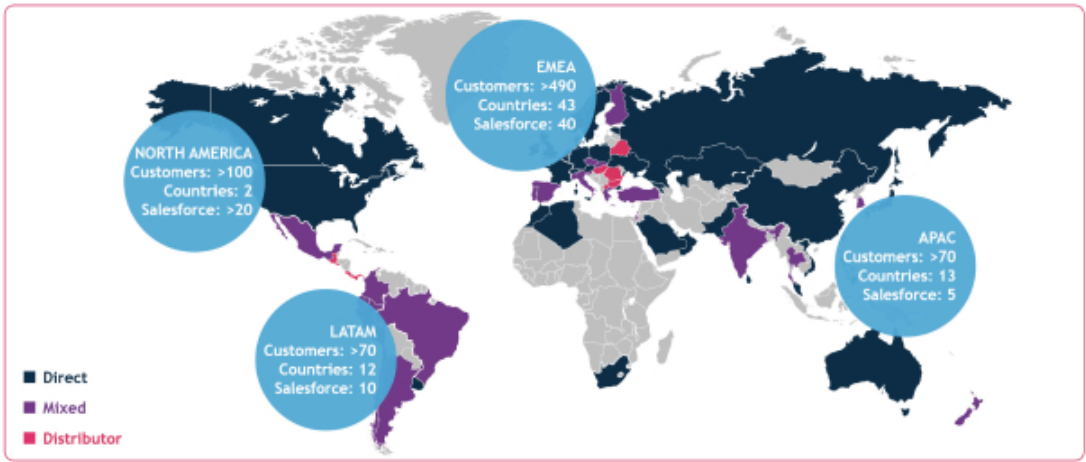 EMEA
Customers: >490
Countries: 43
Salesforce: 40
NORTH AMERICA
Customers: >100
Countries: 2
Salesforce: >20
APAC
Customers: >70
Countries: 13
Salesforce: 5
LATAM
Customers: >70
Countries: 12
Salesforce: 10
Direct
Mixed
Distributor